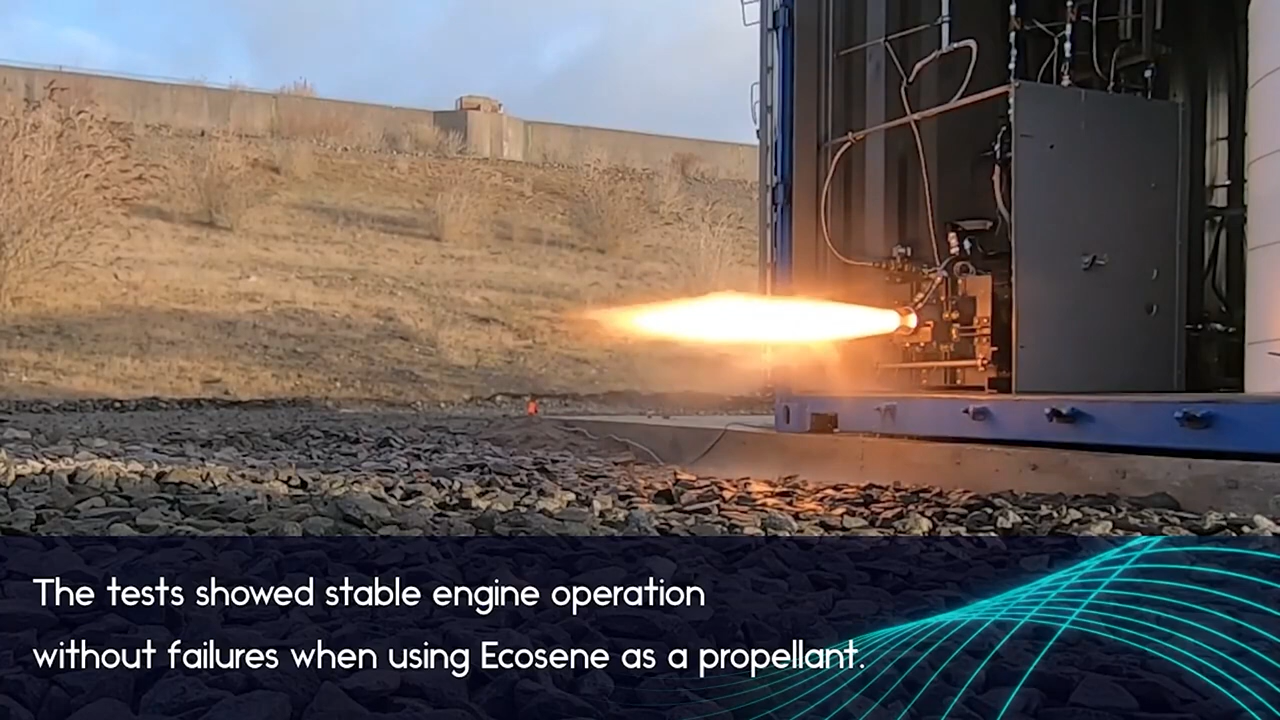 The tests showed stable engine operation
without failures when using Ecosene as a propellant.